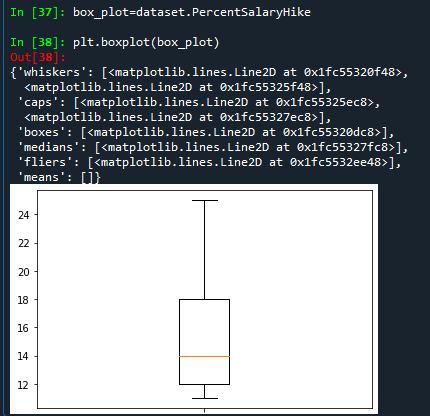 In [37]: box_plot=dataset.PercentSalaryHike
In [38]: plt.boxplot(box_plot)
Out[38]:
{'whiskers': [<matplotlib.lines.Line2D at 0x1fc55320f48>,
<matplotlib.lines.Line2D at 0x1fc55325f48>],
'caps': [<matplotlib.lines.Line2D at 0x1fc55325ec8>,
<matplotlib.lines.Line2D at 0x1fc55327ec8>],
'boxes': [<matplotlib.lines.Line2D at 0x1fc55320dc8>],
'medians': [<matplotlib.lines.Line2D at 0x1fc55327fc8>],
'fliers': [<matplotlib.lines.Line2D at 0x1fc5532ee48>],
'means': []}
24
22
20
18
16
14
12